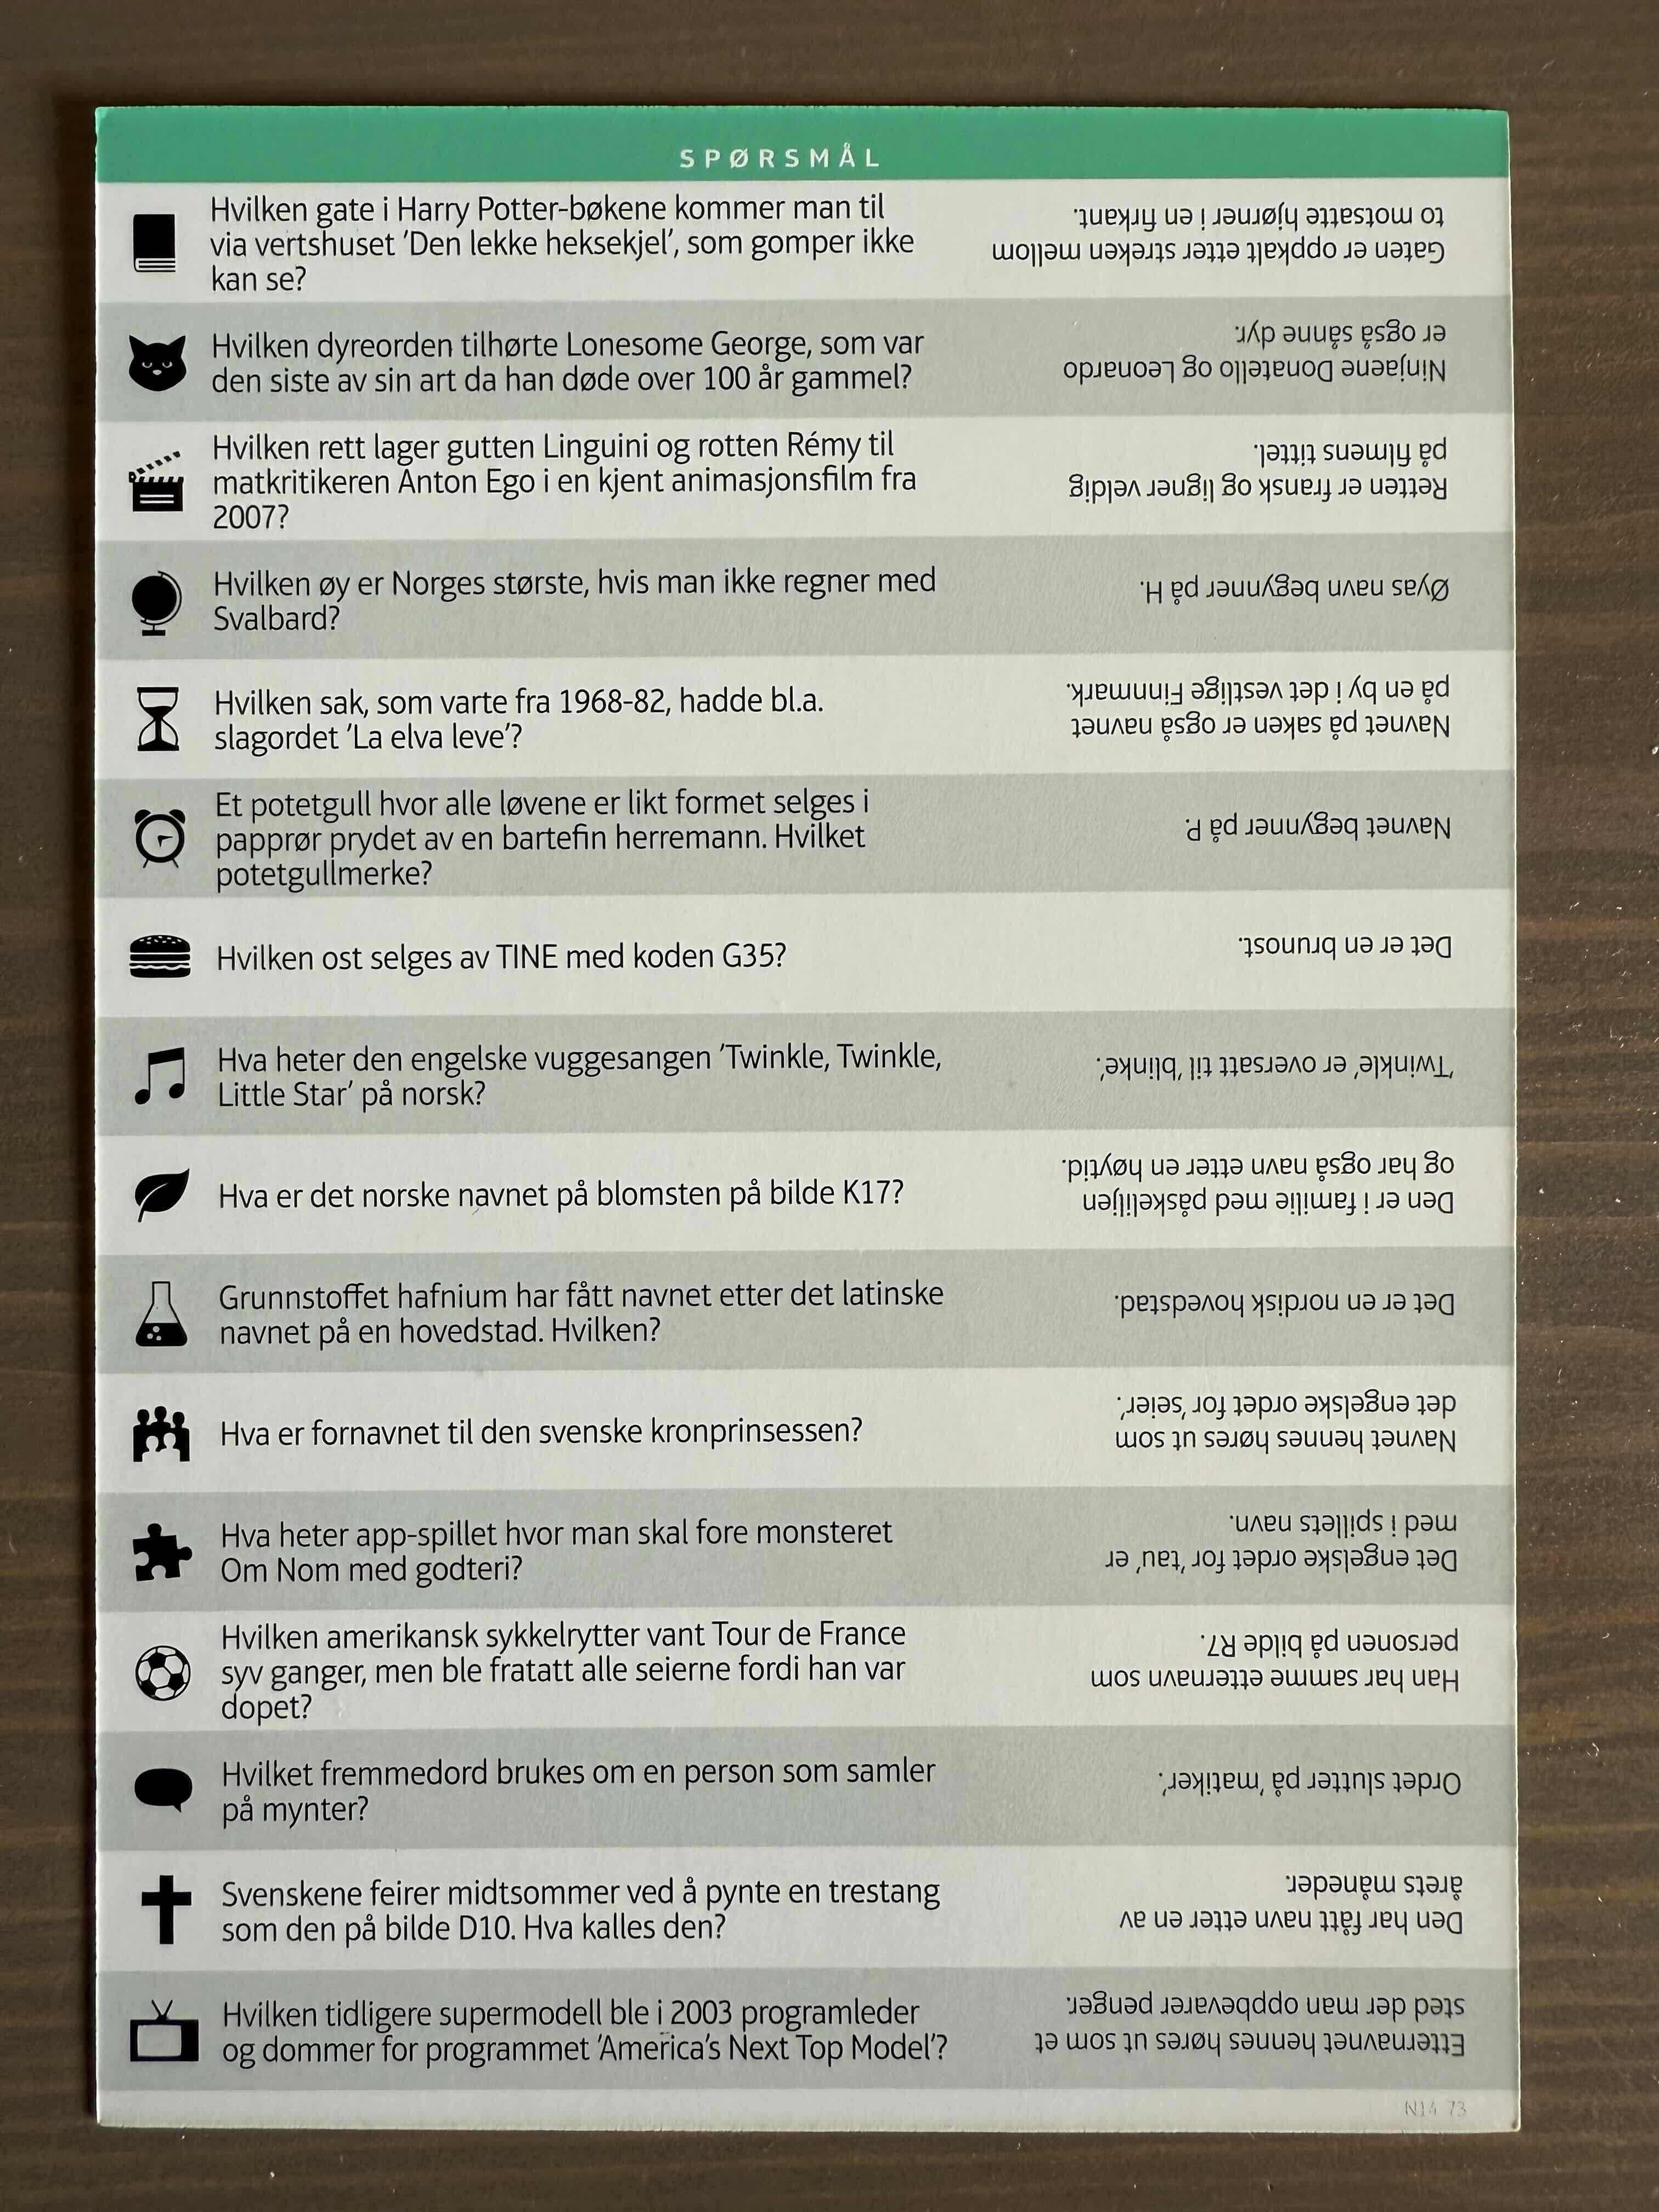 SPØRSMÅL
Hvilken gate i Harry Potter-bøkene kommer man til
via vertshuset 'Den lekke heksekjel', som gomper ikke
kan se?
Gaten er oppkalt etter streken mellom
to motsatte hjørner i en firkant.
Hvilken dyreorden tilhørte Lonesome George, som var
den siste av sin art da han døde over 100 år gammel?
Ninjaene Donatello og Leonardo
er også sånne dyr.
Hvilken rett lager gutten Linguini og rotten Rémy til
matkritikeren Anton Ego i en kjent animasjonsfilm fra
2007?
Retten er fransk og ligner veldig
på filmens tittel.
Hvilken øy er Norges største, hvis man ikke regner med
Svalbard?
Øyas navn begynner på H.
Hvilken sak, som varte fra 1968-82, hadde bl.a.
slagordet 'La elva leve'?
Navnet på saken er også navnet
på en by i det vestlige Finnmark.
Et potetgull hvor alle løvene er likt formet selges i
papprør prydet av en bartefin herremann. Hvilket
potetgullmerke?
Navnet begynner på P.
Hvilken ost selges av TINE med koden G35?
Det er en brunost.
Hva heter den engelske vuggesangen 'Twinkle, Twinkle,
Little Star' på norsk?
'Twinkle' er oversatt til 'blinke'.
Hva er det norske navnet på blomsten på bilde K17?
Den er i familie med påskeliljen
og har også navn etter en høytid.
Grunnstoffet hafnium har fått navnet etter det latinske
navnet på en hovedstad. Hvilken?
Det er en nordisk hovedstad.
Hva er fornavnet til den svenske kronprinsessen?
Navnet hennes høres ut som
det engelske ordet for 'seier'.
Hva heter app-spillet hvor man skal fore monsteret
Om Nom med godteri?
Det engelske ordet for 'tau' er
med i spillets navn.
Hvilken amerikansk sykkelrytter vant Tour de France
syv ganger, men ble fratatt alle seierne fordi han var
dopet?
Han har samme etternavn som
personen på bilde R7.
Hvilket fremmedord brukes om en person som samler
på mynter?
Ordet slutter på 'matiker'.
Svenskene feirer midtsommer ved å pynte en trestang
som den på bilde D10. Hva kalles den?
Den har fått navn etter en av
årets måneder.
Hvilken tidligere supermodell ble i 2003 programleder
og dommer for programmet 'America's Next Top Model'?
Etternavnet hennes høres ut som et
sted der man oppbevarer penger.
N14 73